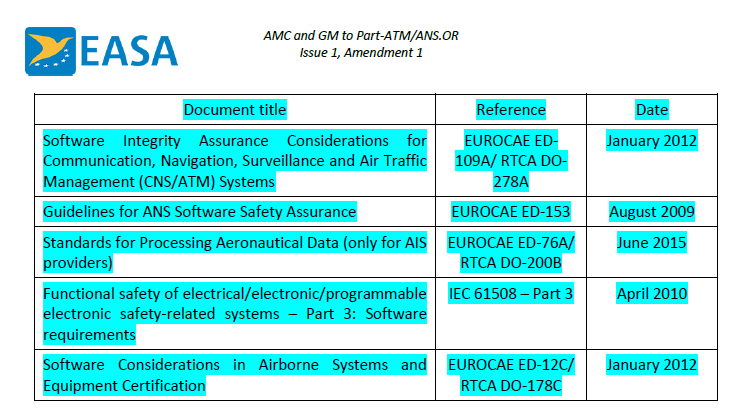 EASA
AMC and GM to Part-ATM/ANS.OR
Issue 1, Amendment 1
Document title Reference Date
Software Integrity Assurance Considerations for
Communication, Navigation, Surveillance and Air Traffic
Management (CNS/ATM) Systems
EUROCAE ED-
109A/ RTCA DO-
278A
January 2012
Guidelines for ANS Software Safety Assurance
EUROCAE ED-153
August 2009
Standards for Processing Aeronautical Data (only for AIS
providers)
EUROCAE ED-76A/
RTCA DO-200B
June 2015
Functional safety of electrical/electronic/programmable
electronic safety-related systems – Part 3: Software
requirements
IEC 61508 – Part 3
April 2010
Software Considerations in Airborne Systems and
Equipment Certification
EUROCAE ED-12C/
RTCA DO-178C
January 2012